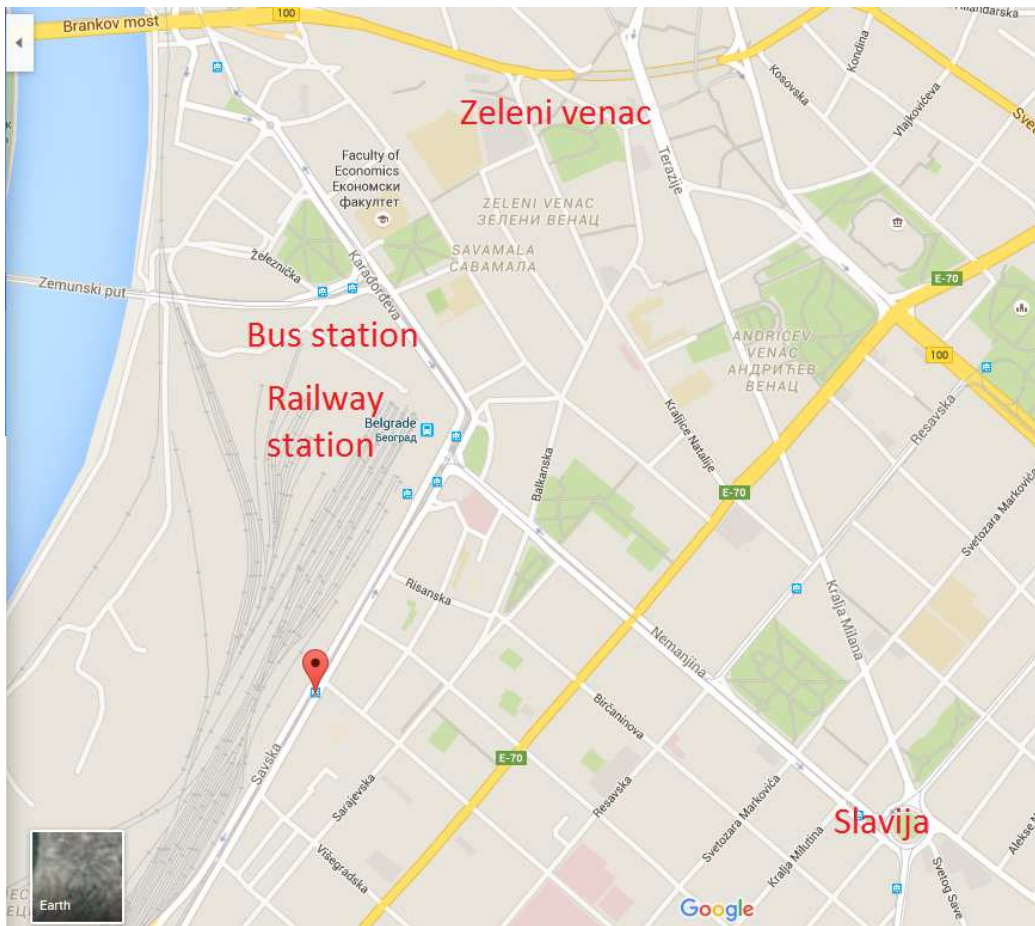 Brankov most
100
Kosovska
Kondina
Vlajkovićeva
Zeleni venac
Terazije
Faculty of
Economics
Економски
факултет
ZELENI VENAC
ЗЕЛЕНИ ВЕНАЦ
SAVAMALA
САВАМАЛА
Železnička
Karađorđeva
Zemunski put
E-70
Bus station
ANDRIĆEV
VENAC
АНДРИЋЕВ
ВЕНАЦ
100
Railway
station
Belgrade
Београд
Kraljice Natalije
Resavska
Balkanska
E-70
Svetozara Markovića
Risanska
Kralja Milana
Nemanjina
Birčaninova
Savska
E-70
Sarajevska
Resavska
Svetozara Markovića
Kralja Milutina
Slavija
Višegradska
Svetog Save
Google
Earth